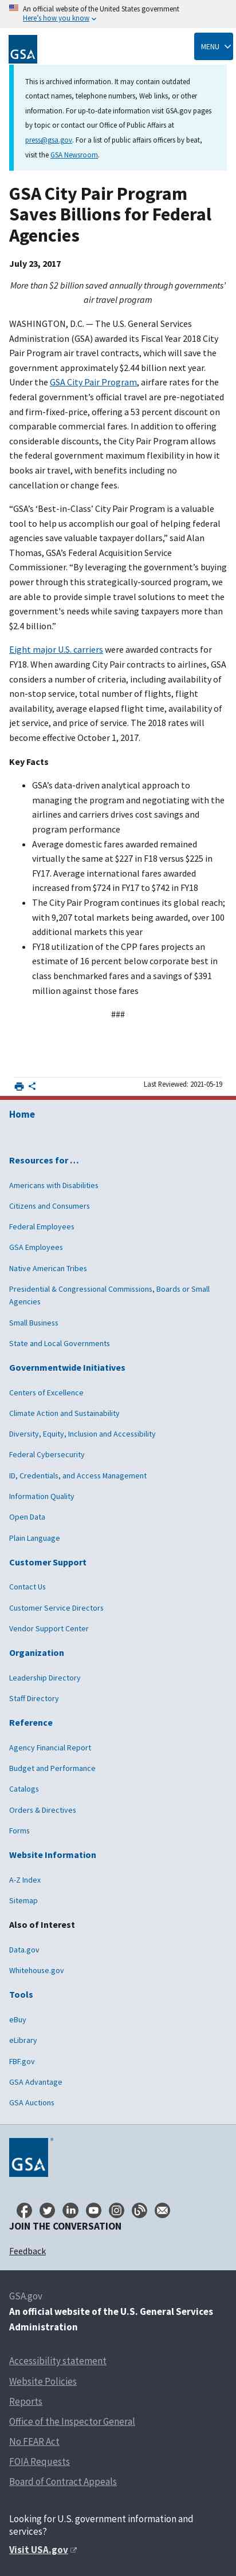 An official website of the United States government
Here's how you know
GSA
MENU
This is archived information. It may contain outdated
contact names, telephone numbers, Web links, or other
information. For up-to-date information visit GSA.gov pages
by topic or contact our Office of Public Affairs at
press@gsa.gov. For a list of public affairs officers by beat,
visit the GSA Newsroom.
GSA City Pair Program
Saves Billions for Federal
Agencies
July 23, 2017
More than $2 billion saved annually through governments'
air travel program
WASHINGTON, D.C. — The U.S. General Services
Administration (GSA) awarded its Fiscal Year 2018 City
Pair Program air travel contracts, which will save the
government approximately $2.44 billion next year.
Under the GSA City Pair Program, airfare rates for the
official travel of the government's workforce are pre-negotiated
and firm-fixed-price, offering a 53 percent discount on
comparable commercial fares. In addition to offering
considerable discounts, the City Pair Program allows
the federal government maximum flexibility in how it
books air travel, with benefits including no
cancellation or change fees.
"GSA's 'Best-in-Class' City Pair Program is a valuable
tool to help us accomplish our goal of helping federal
agencies save valuable taxpayer dollars," said Alan
Thomas, GSA's Federal Acquisition Service
Commissioner. "By leveraging the government's buying
power, this program provides solutions to meet the
government's needs while saving taxpayers more than
$2.4 billion."
Eight major U.S. carriers were awarded contracts for
FY18. When awarding City Pair contracts to airlines, GSA
considers a number of criteria, including availability of
non-stop service, total number of flights, flight
availability, average elapsed flight time, availability of
jet service, and price of service. The 2018 rates will
become effective October 1, 2017.
Key Facts
GSA's data-driven analytical approach to
managing the program and negotiating with the
airlines and carriers drives cost savings and
program performance
Average domestic fares awarded remained
virtually the same at $227 in F18 versus $225 in
FY17. Average international fares awarded
increased from $724 in FY17 to $742 in FY18
The City Pair Program continues its global reach;
with 9,207 total markets being awarded, over 100
additional markets this year
FY18 utilization of the CPP fares projects an
estimate of 16 percent below corporate best in
class benchmark and a savings of $391
million against those fares
###
Last Reviewed: 2021-05-19
Home
Resources for …
Americans with Disabilities
Citizens and Consumers
Federal Employees
GSA Employees
Native American Tribes
Presidential & Congressional Commissions, Boards or Small
Agencies
Small Business
State and Local Governments
Governmentwide Initiatives
Centers of Excellence
Climate Action and Sustainability
Diversity, Equity, Inclusion and Accessibility
Federal Cybersecurity
ID, Credentials, and Access Management
Information Quality
Open Data
Plain Language
Customer Support
Contact Us
Customer Service Directors
Vendor Support Center
Organization
Leadership Directory
Staff Directory
Reference
Agency Financial Report
Budget and Performance
Catalogs
Orders & Directives
Forms
Website Information
A-Z Index
Sitemap
Also of Interest
Data.gov
Whitehouse.gov
Tools
eBuy
eLibrary
FBF.gov
GSA Advantage
GSA Auctions
GSA
JOIN THE CONVERSATION
Feedback
GSA.gov
An official website of the U.S. General Services
Administration
Accessibility statement
Website Policies
Reports
Office of the Inspector General
No FEAR Act
FOIA Requests
Board of Contract Appeals
Looking for U.S. government information and
services?
Visit USA.gov